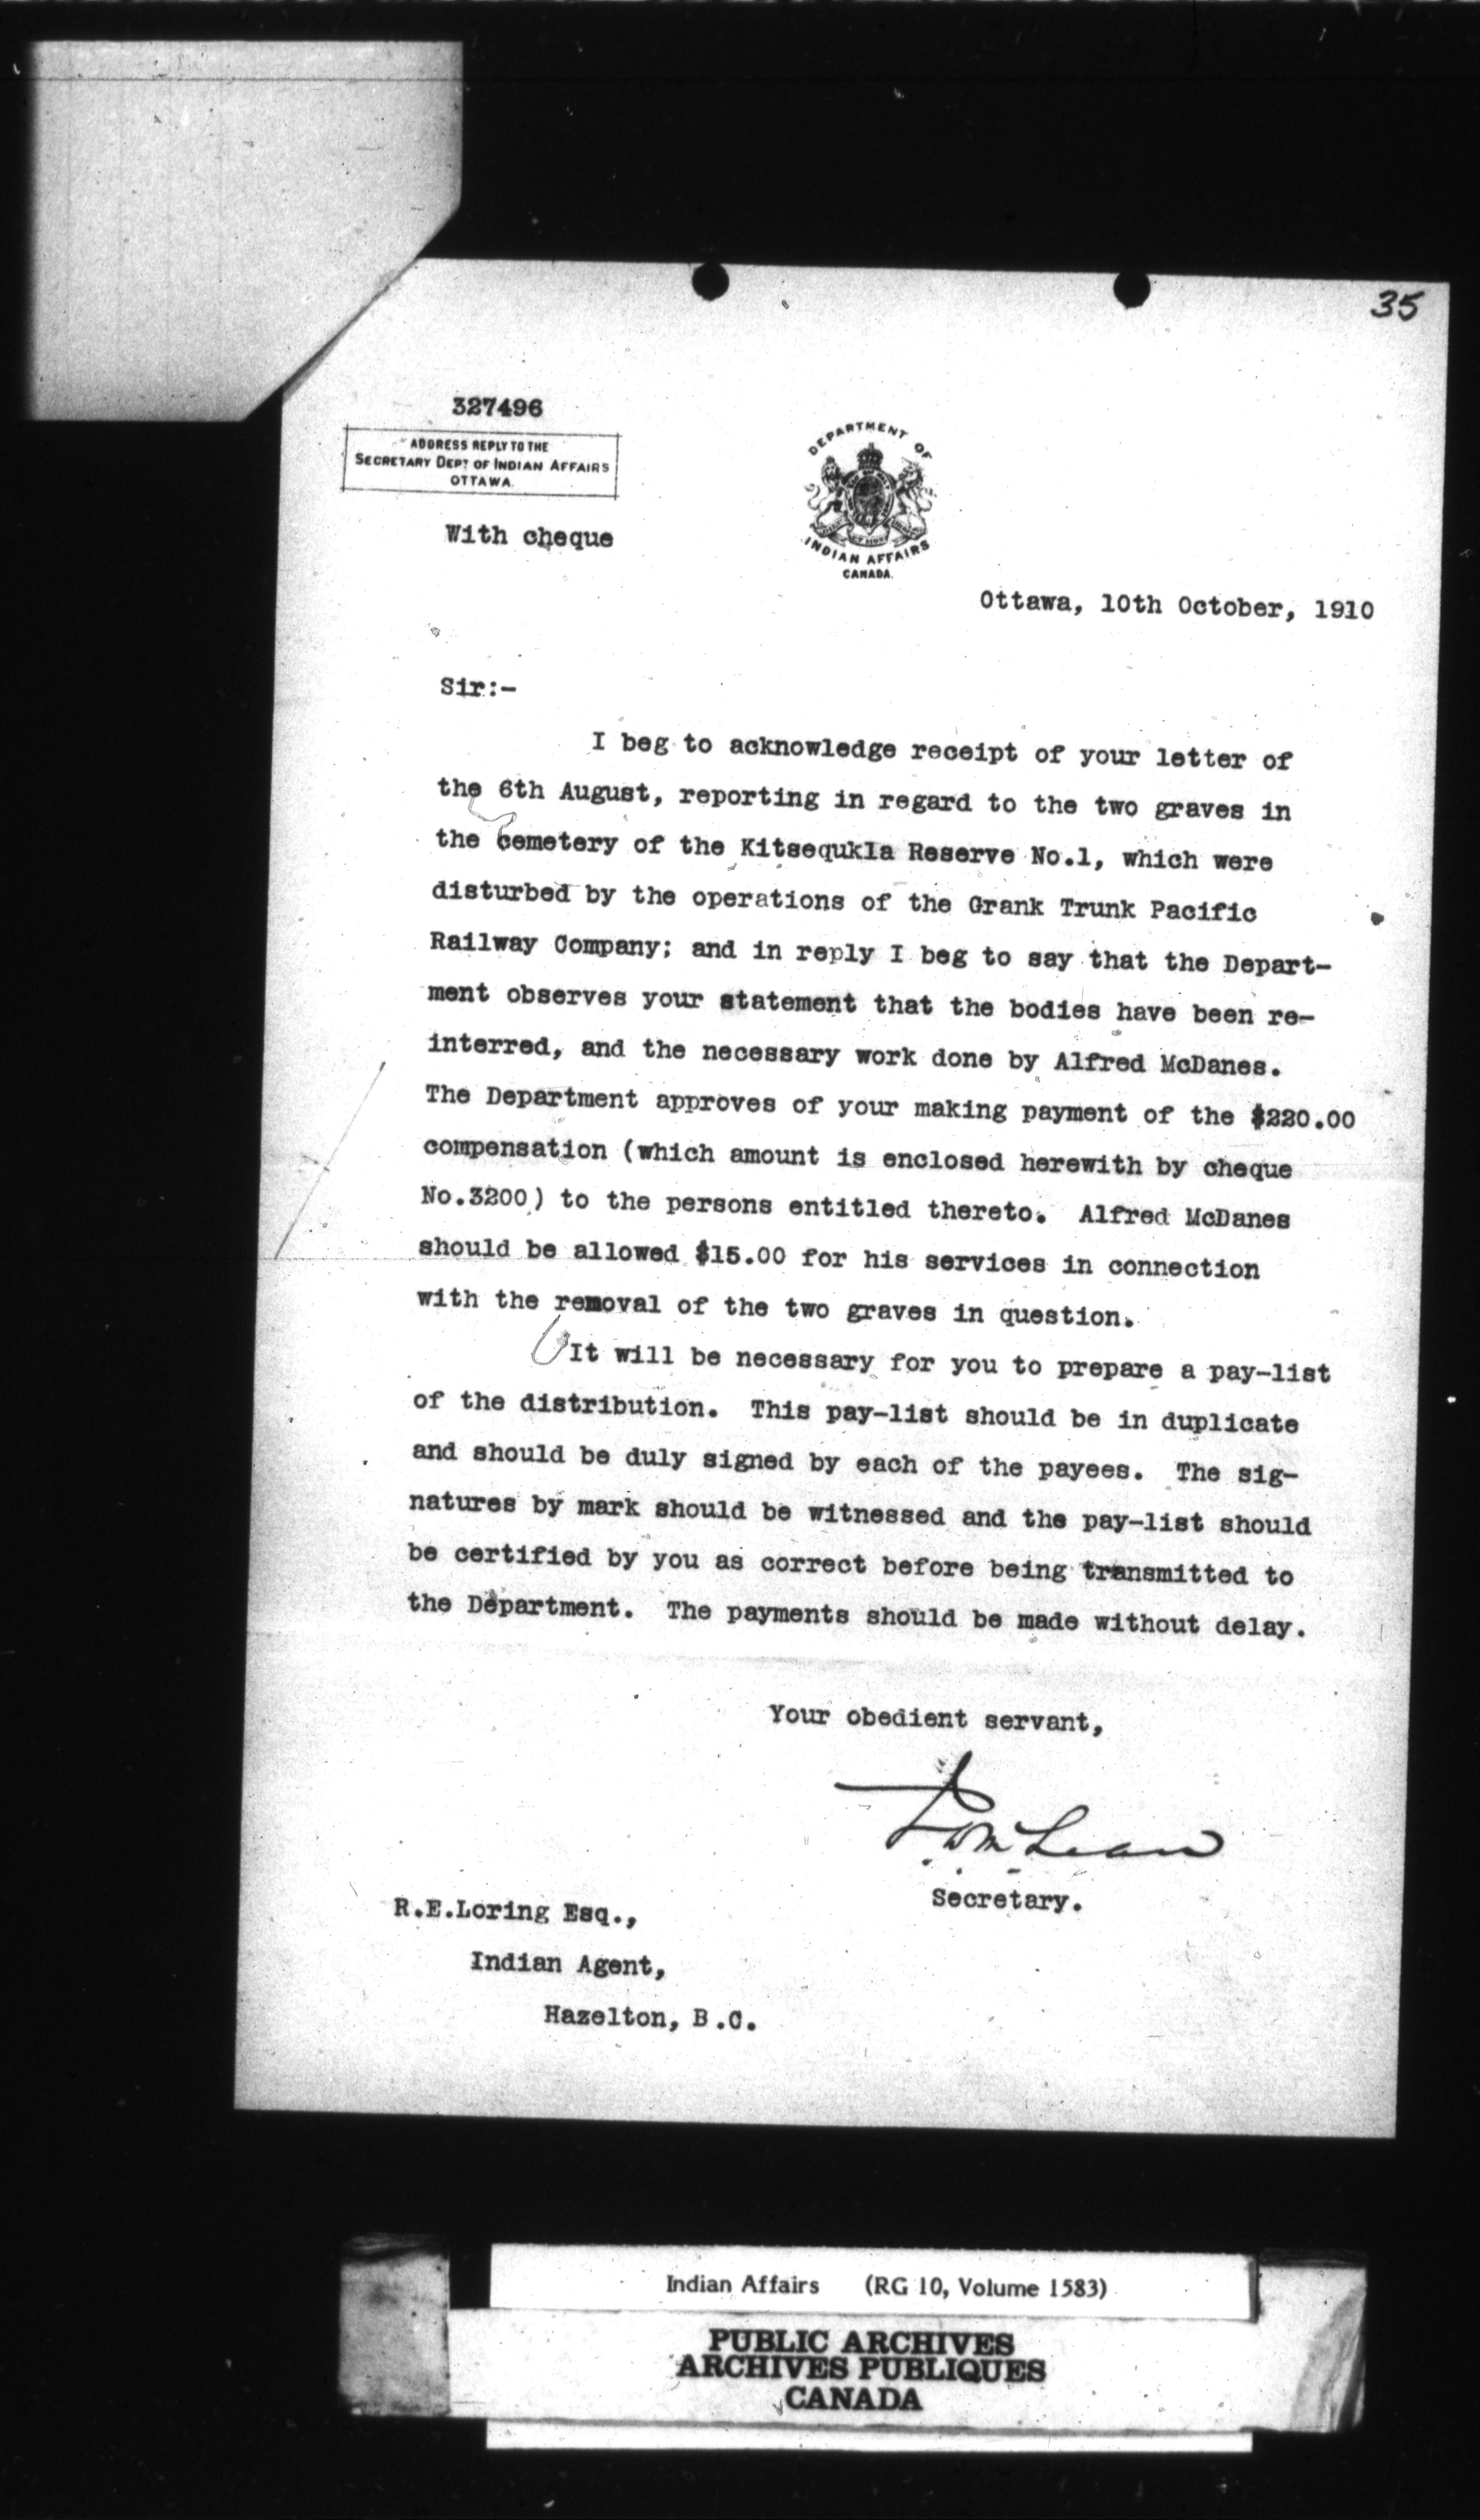 35
327496
ADDRESS REPLY TO THE
SECRETARY DEPT OF INDIAN AFFAIRS
OTTAWA.
With cheque
DEPARTMENT OF
INDIAN AFFAIRS
CANADA.
Ottawa, 10th October, 1910
Sir:-
I beg to acknowledge receipt of your letter of
the 6th August, reporting in regard to the two graves in
the cemetery of the Kitsequkla Reserve No.1, which were
disturbed by the operations of the Grank Trunk Pacific
Railway Company; and in reply I beg to say that the Depart-
ment observes your statement that the bodies have been re-
interred, and the necessary work done by Alfred McDanes.
The Department approves of your making payment of the $220.00
compensation (which amount is enclosed herewith by cheque
No.3200) to the persons entitled thereto. Alfred McDanes
should be allowed $15.00 for his services in connection
with the removal of the two graves in question.
It will be necessary for you to prepare a pay-list
of the distribution. This pay-list should be in duplicate
and should be duly signed by each of the payees. The sig-
natures by mark should be witnessed and the pay-list should
be certified by you as correct before being transmitted to
the Department. The payments should be made without delay.
Your obedient servant,
McLean
Secretary.
R.E.Loring Esq.,
Indian Agent,
Hazelton, B.C.
Indian Affairs (RG 10, Volume 1583)
PUBLIC ARCHIVES
ARCHIVES PUBLIQUES
CANADA